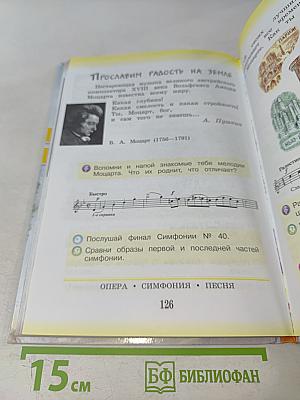 ПРОСЛАВИМ РАДОСТЬ НА ЗЕМЛЕ
Негаснущая музыка великого австрийского
композитора XVIII века Вольфганга Амадея
Моцарта известна всему миру.
Какая глубина!
Какая смелость и какая стройность!
Ты, Моцарт, бог,
и сам того не знаешь...
А. Пушкин
В. А. Моцарт (1756—1791)
Вспомни и напой знакомые тебе мелодии
Моцарта. Что их роднит, что отличает?
Быстро
1-е скрипки
Послушай финал Симфонии № 40.
Сравни образы первой и последней частей
симфонии.
ОПЕРА • СИМФОНИЯ • ПЕСНЯ
126
15 см
БФ БИБЛИОФАН